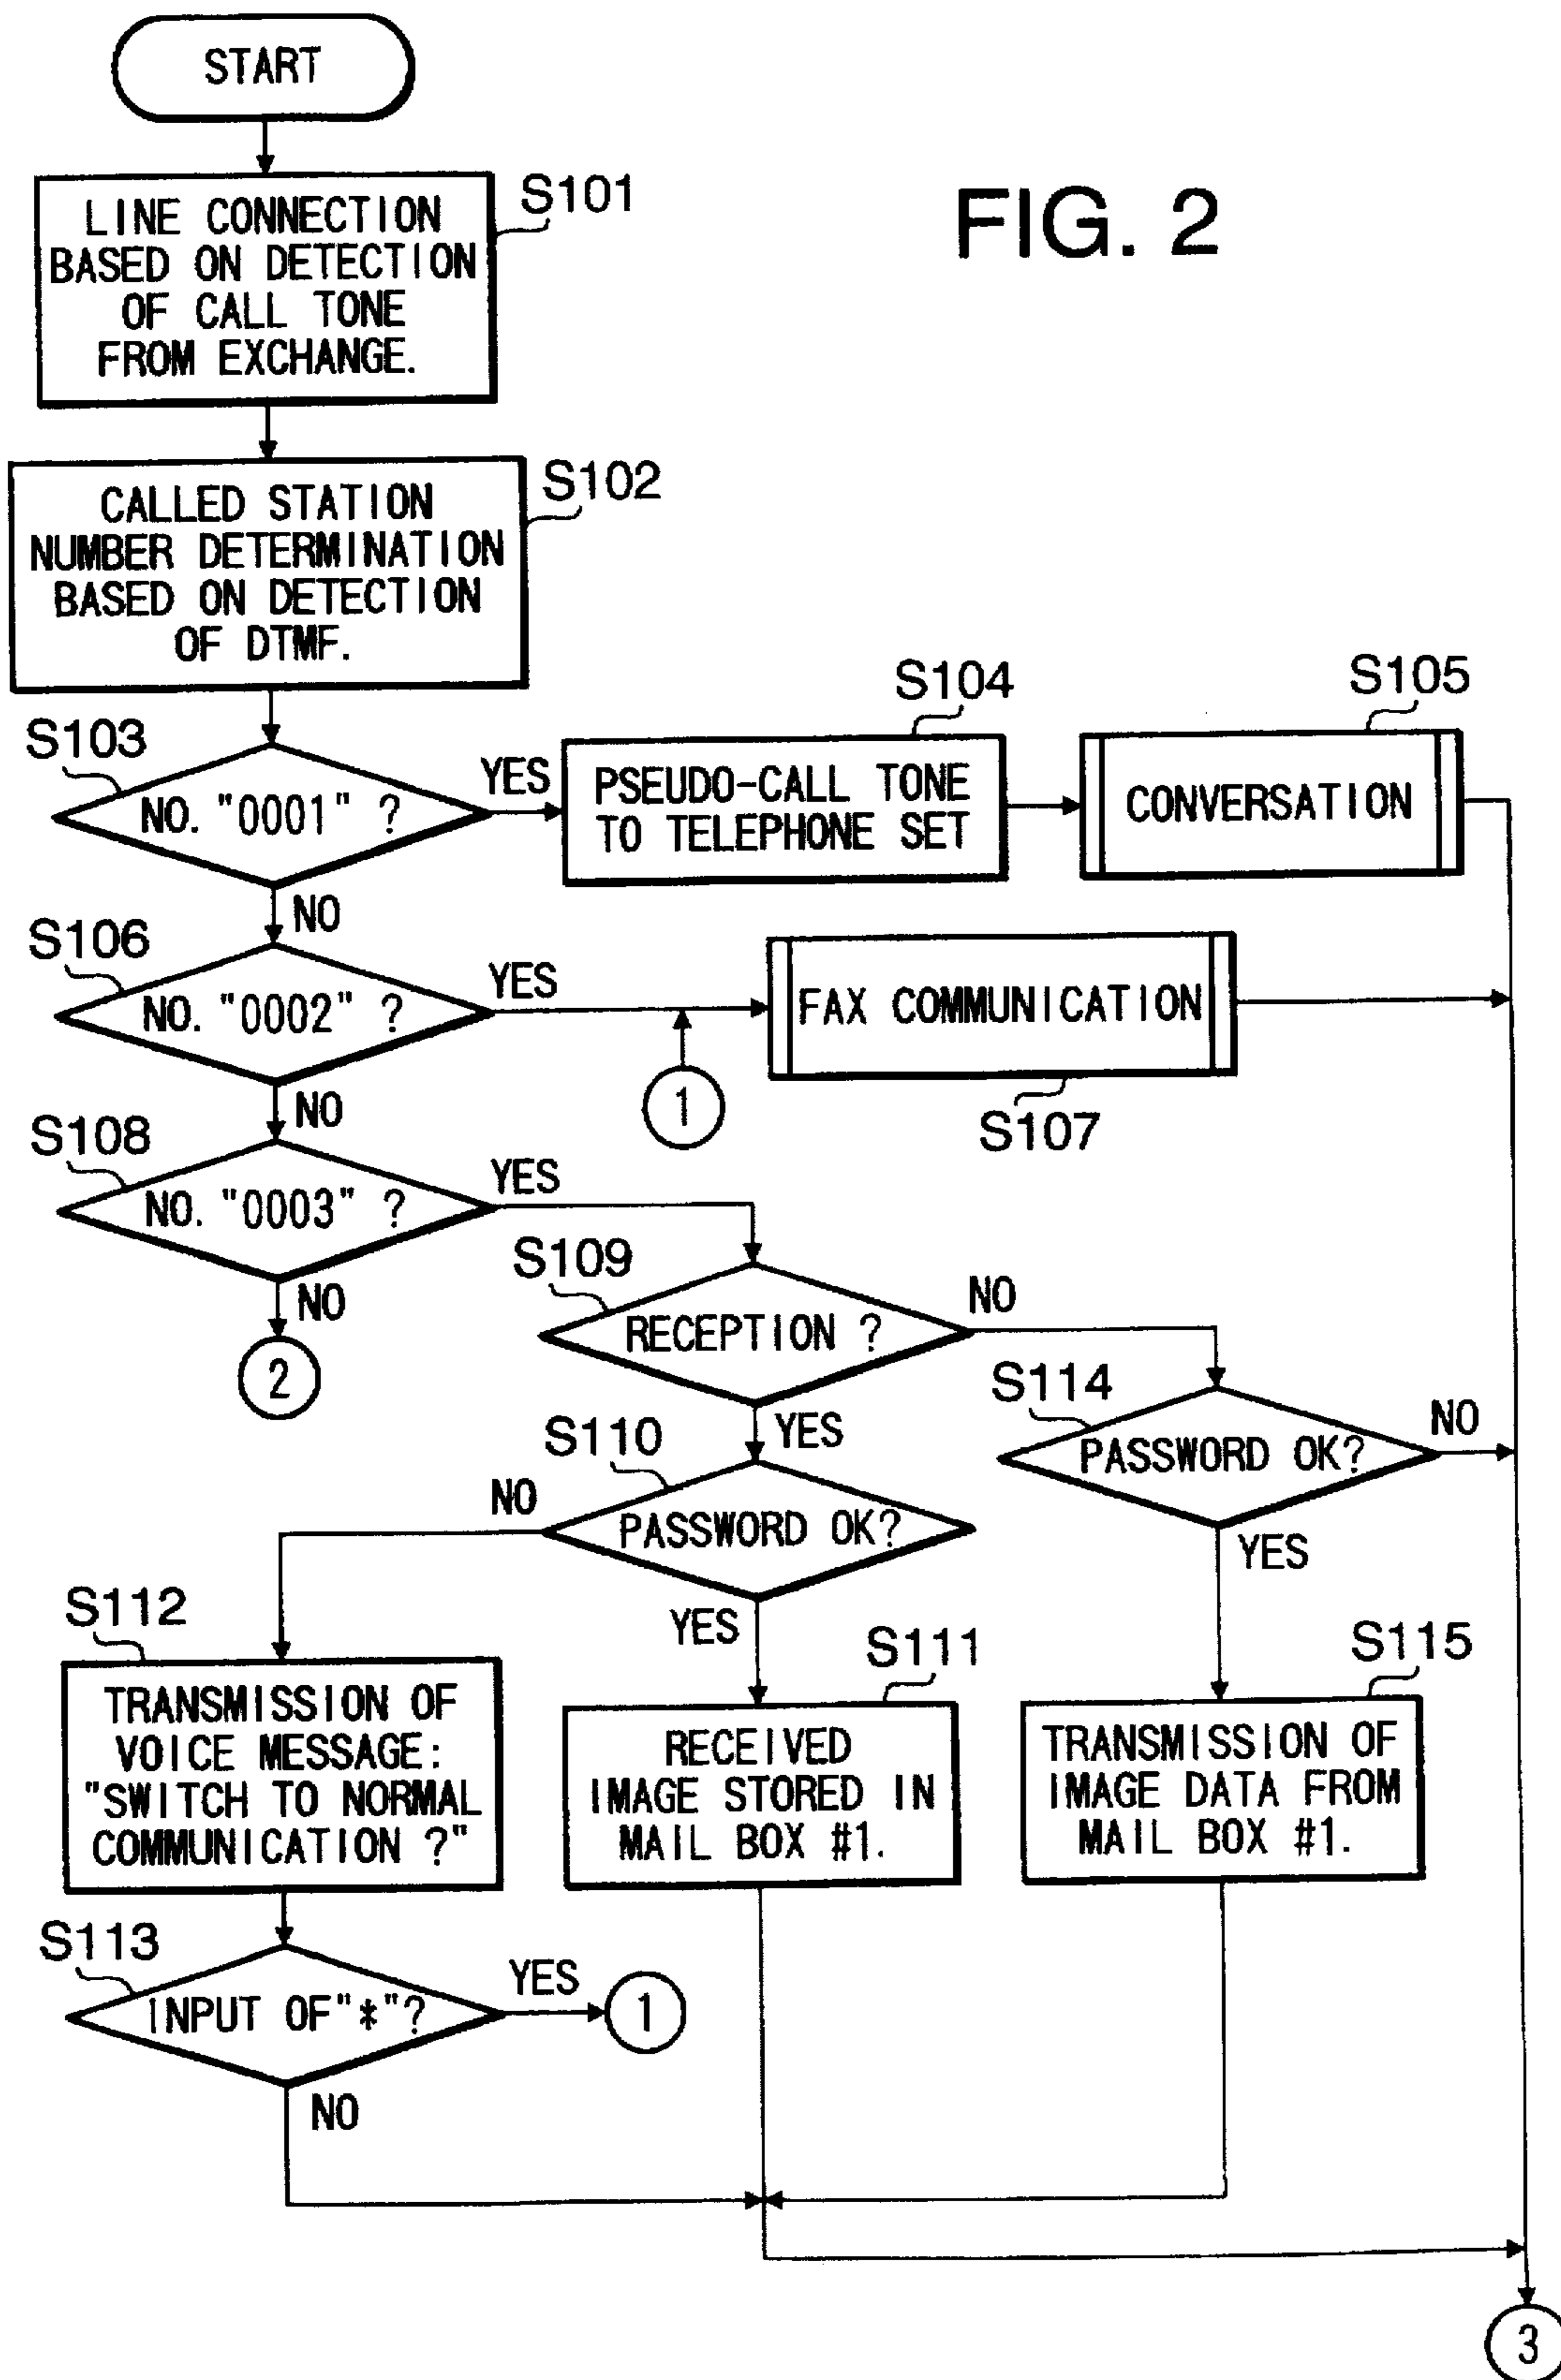 START
FIG. 2
S101
LINE CONNECTION
BASED ON DETECTION
OF CALL TONE
FROM EXCHANGE.
S102
CALLED STATION
NUMBER DETERMINATION
BASED ON DETECTION
OF DTMF.
S103
NO. "0001" ?
YES
NO
S104
PSEUDO-CALL TONE
TO TELEPHONE SET
S105
CONVERSATION
S106
NO. "0002" ?
YES
NO
1
FAX COMMUNICATION
S107
S108
NO. "0003" ?
YES
NO
2
S109
RECEPTION ?
NO
YES
S114
PASSWORD OK?
NO
YES
S110
PASSWORD OK?
NO
YES
S112
TRANSMISSION OF
VOICE MESSAGE:
"SWITCH TO NORMAL
COMMUNICATION ?"
S111
RECEIVED
IMAGE STORED IN
MAIL BOX #1.
S115
TRANSMISSION OF
IMAGE DATA FROM
MAIL BOX #1.
S113
INPUT OF"*"?
YES
1
NO
3